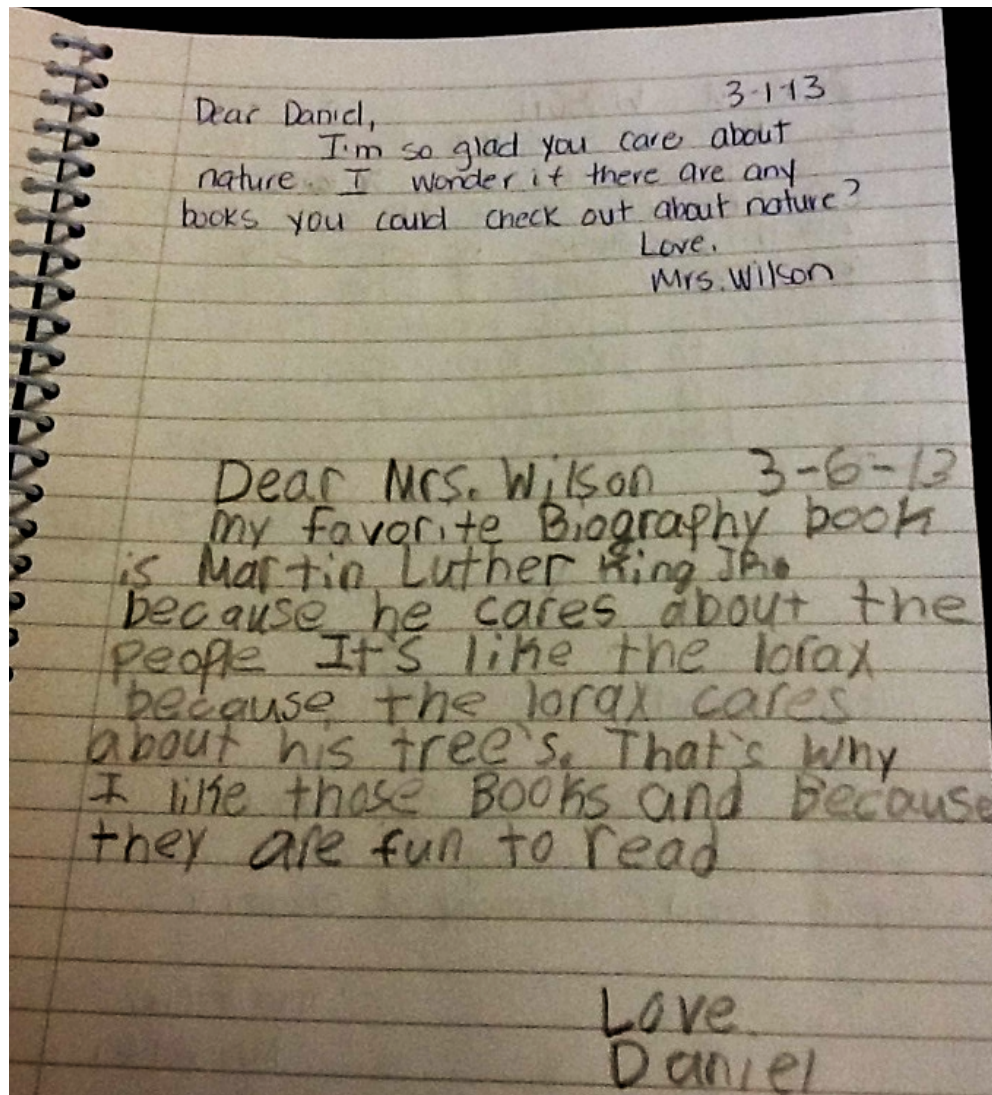 3-1-13
Dear Daniel,
I'm so glad you care about
nature. I wonder if there are any
books you could check out about nature?
Love,
Mrs. Wilson
Dear Mrs. Wilson 3-6-13
my favorite Biography book
is Martin Luther King JR.
because he cares about the
people It's like the lorax
because the lorax cares
about his tree's. That's Why
I like those Books and Because
they are fun to read
Love
Daniel